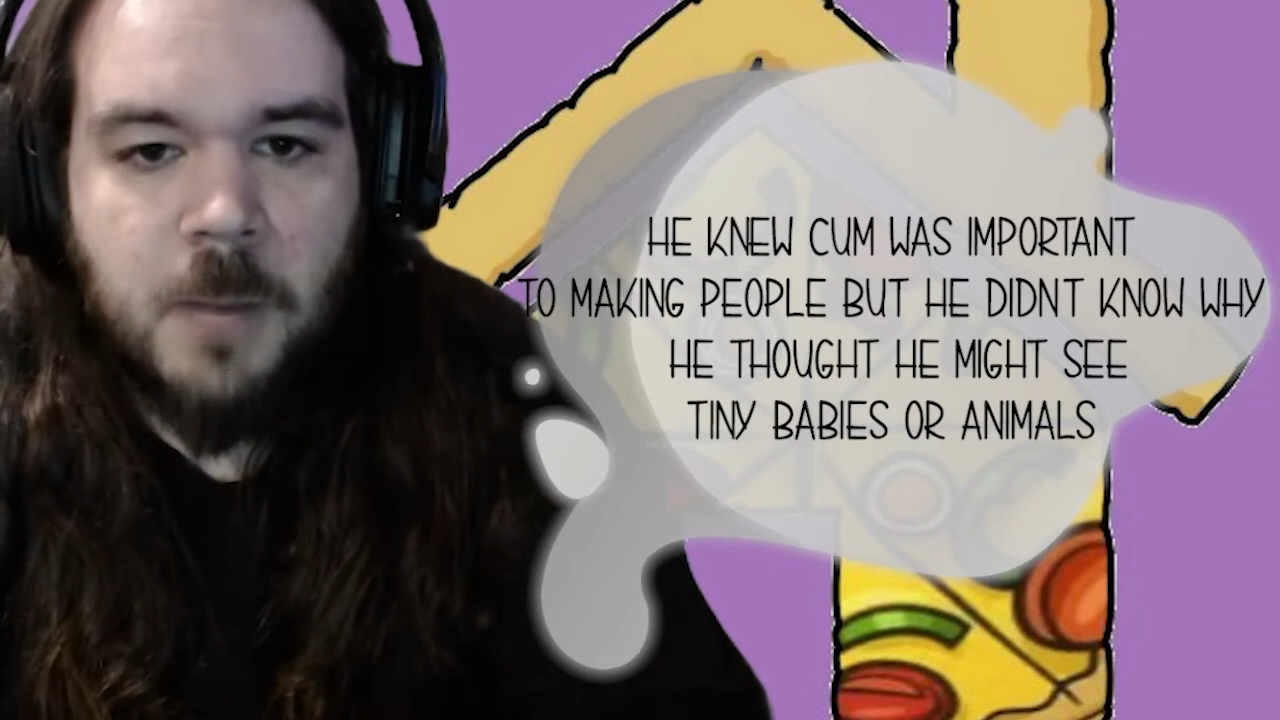 HE KNEW CUM WAS IMPORTANT
TO MAKING PEOPLE BUT HE DIDNT KNOW WHY
HE THOUGHT HE MIGHT SEE
TINY BABIES OR ANIMALS